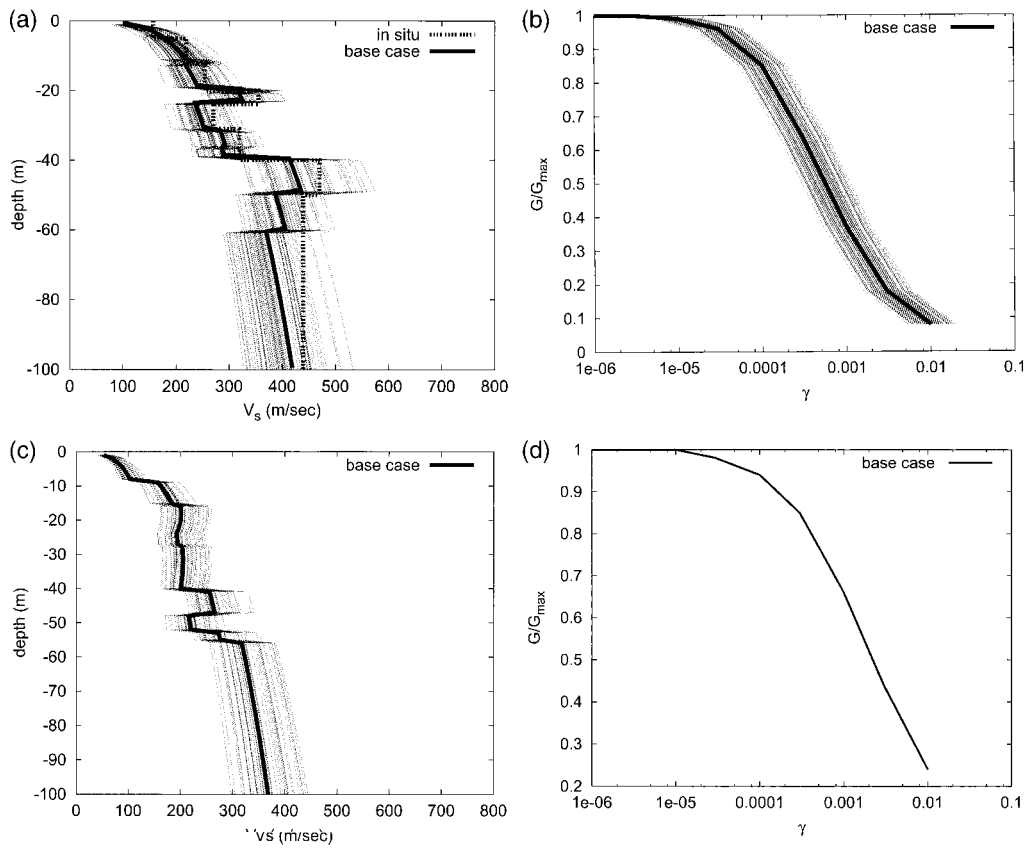 (a)
in situ
base case
0
-20
-40
-60
-80
-100
depth (m)
0 100 200 300 400 500 600 700 800
Vs (m/sec)
(b)
base case
1
0.9
0.8
0.7
0.6
0.5
0.4
0.3
0.2
0.1
0
G/Gmax
1e-06 1e-05 0.0001 0.001 0.01 0.1
γ
(c)
base case
0
-10
-20
-30
-40
-50
-60
-70
-80
-90
-100
depth (m)
0 100 200 300 400 500 600 700 800
Vs (m/sec)
(d)
base case
1
0.9
0.8
0.7
0.6
0.5
0.4
0.3
0.2
G/Gmax
1e-06 1e-05 0.0001 0.001 0.01 0.1
γ